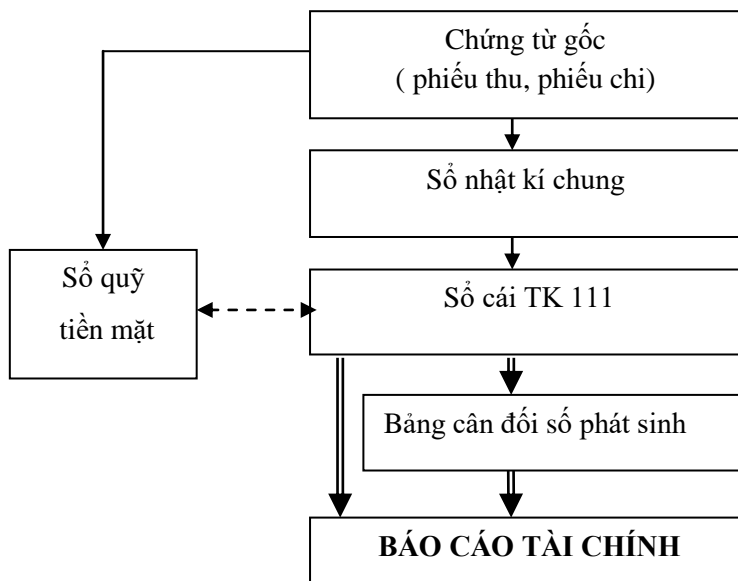 Chứng từ gốc
( phiếu thu, phiếu chi)
Sổ nhật kí chung
Sổ quỹ
tiền mặt
Sổ cái TK 111
Bảng cân đối số phát sinh
BÁO CÁO TÀI CHÍNH